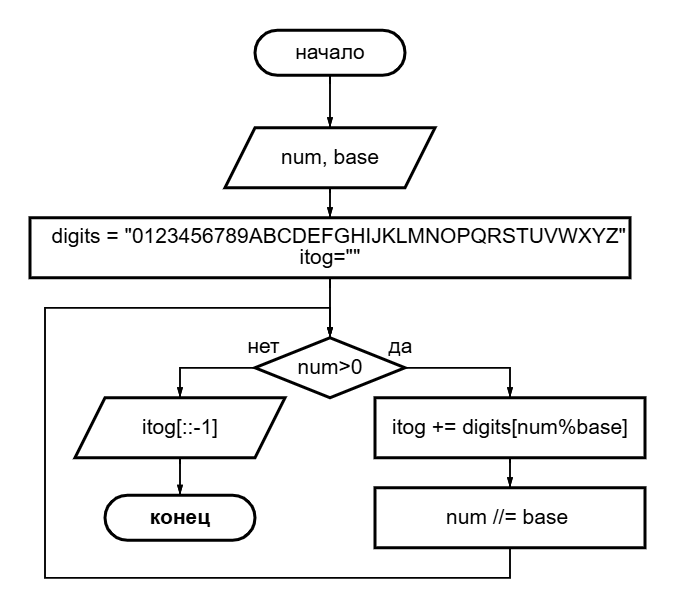 начало
num, base
digits = "0123456789ABCDEFGHIJKLMNOPQRSTUVWXYZ"
itog=""
нет
да
num>0
itog[::-1]
itog += digits[num%base]
конец
num //= base